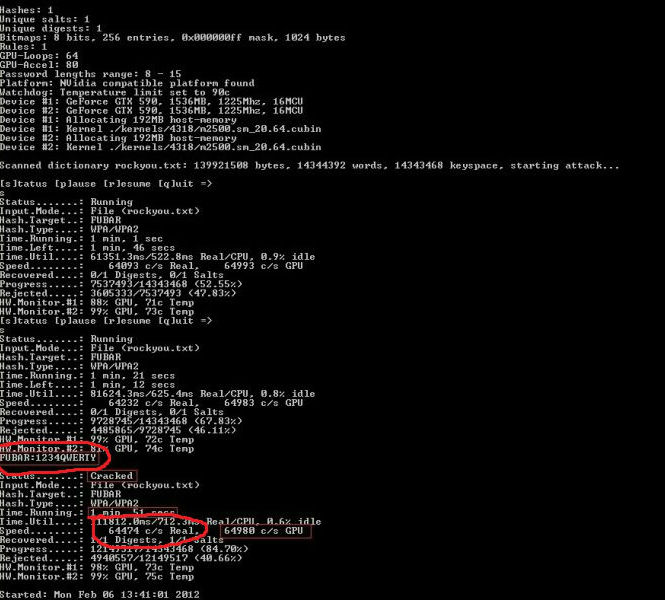 Hashes: 1
Unique salts: 1
Unique digests: 1
Bitmaps: 8 bits, 256 entries, 0x000000ff mask, 1024 bytes
Rules: 1
GPU-Loops: 64
GPU-Accel: 80
Password lengths range: 8 - 15
Platform: NVidia compatible platform found
Watchdog: Temperature limit set to 90c
Device #1: GeForce GTX 590, 1536MB, 1225Mhz, 16MCU
Device #2: GeForce GTX 590, 1536MB, 1225Mhz, 16MCU
Device #1: Allocating 192MB host-memory
Device #1: Kernel ./kernels/4318/m2500.sm_20.64.cubin
Device #2: Allocating 192MB host-memory
Device #2: Kernel ./kernels/4318/m2500.sm_20.64.cubin
Scanned dictionary rockyou.txt: 139921508 bytes, 14344392 words, 14343468 keyspace, starting attack...
[s]tatus [p]ause [r]esume [q]uit =>
s
Status.......: Running
Input.Mode...: File (rockyou.txt)
Hash.Target..: FUBAR
Hash.Type....: WPA/WPA2
Time.Running.: 1 min, 1 sec
Time.Left....: 1 min, 46 secs
Time.Util....: 61351.3ms/522.8ms Real/CPU, 0.9% idle
Speed........: 64093 c/s Real, 64993 c/s GPU
Recovered....: 0/1 Digests, 0/1 Salts
Progress.....: 7537493/14343468 (52.55%)
Rejected.....: 3605333/7537493 (47.83%)
HW.Monitor.#1: 88% GPU, 71c Temp
HW.Monitor.#2: 99% GPU, 73c Temp
[s]tatus [p]ause [r]esume [q]uit =>
s
Status.......: Running
Input.Mode...: File (rockyou.txt)
Hash.Target..: FUBAR
Hash.Type....: WPA/WPA2
Time.Running.: 1 min, 21 secs
Time.Left....: 1 min, 12 secs
Time.Util....: 81624.3ms/625.4ms Real/CPU, 0.8% idle
Speed........: 64232 c/s Real, 64983 c/s GPU
Recovered....: 0/1 Digests, 0/1 Salts
Progress.....: 9728745/14343468 (67.83%)
Rejected.....: 4485865/9728745 (46.11%)
HW.Monitor.#1: 99% GPU, 72c Temp
HW.Monitor.#2: GPU, 74c Temp
FUBAR:1234QWERTY
Status.......: Cracked
Input.Mode...: File (rockyou.txt)
Hash.Target..: FUBAR
Hash.Type....: WPA/WPA2
Time.Running.: 1 min, 51 secs
Time.Util....: Real/CPU, 0.6% idle
Speed........: 64474 c/s Real, 64980 c/s GPU
Recovered....: 1/1 Digests, 1/1 Salts
Progress.....: 12149517/14343468 (84.70%)
Rejected.....: 4940557/12149517 (40.66%)
HW.Monitor.#1: 98% GPU, 73c Temp
HW.Monitor.#2: 99% GPU, 75c Temp
Started: Mon Feb 06 13:41:01 2012